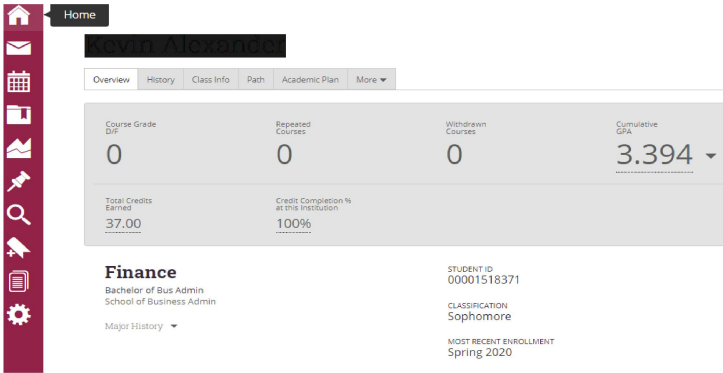 Home
Kevin Alexander
Overview History Class Info Path Academic Plan More
Course Grade D/F Repeated Courses Withdrawn Courses Cumulative GPA
0 0 0 3.394
Total Credits Earned Credit Completion % at this Institution
37.00 100%
Finance
Bachelor of Bus Admin
School of Business Admin
Major History
STUDENT ID
00001518371
CLASSIFICATION
Sophomore
MOST RECENT ENROLLMENT
Spring 2020